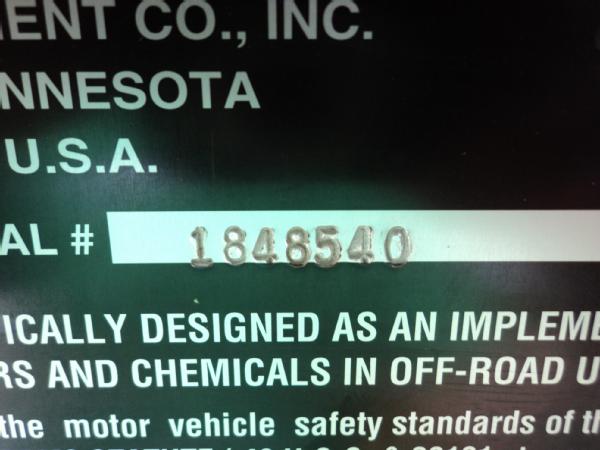 MENT CO., INC.
NNESOTA
U.S.A.
AL # 1848540
ICALLY DESIGNED AS AN IMPLEME
RS AND CHEMICALS IN OFF-ROAD U
the motor vehicle safety standards of th